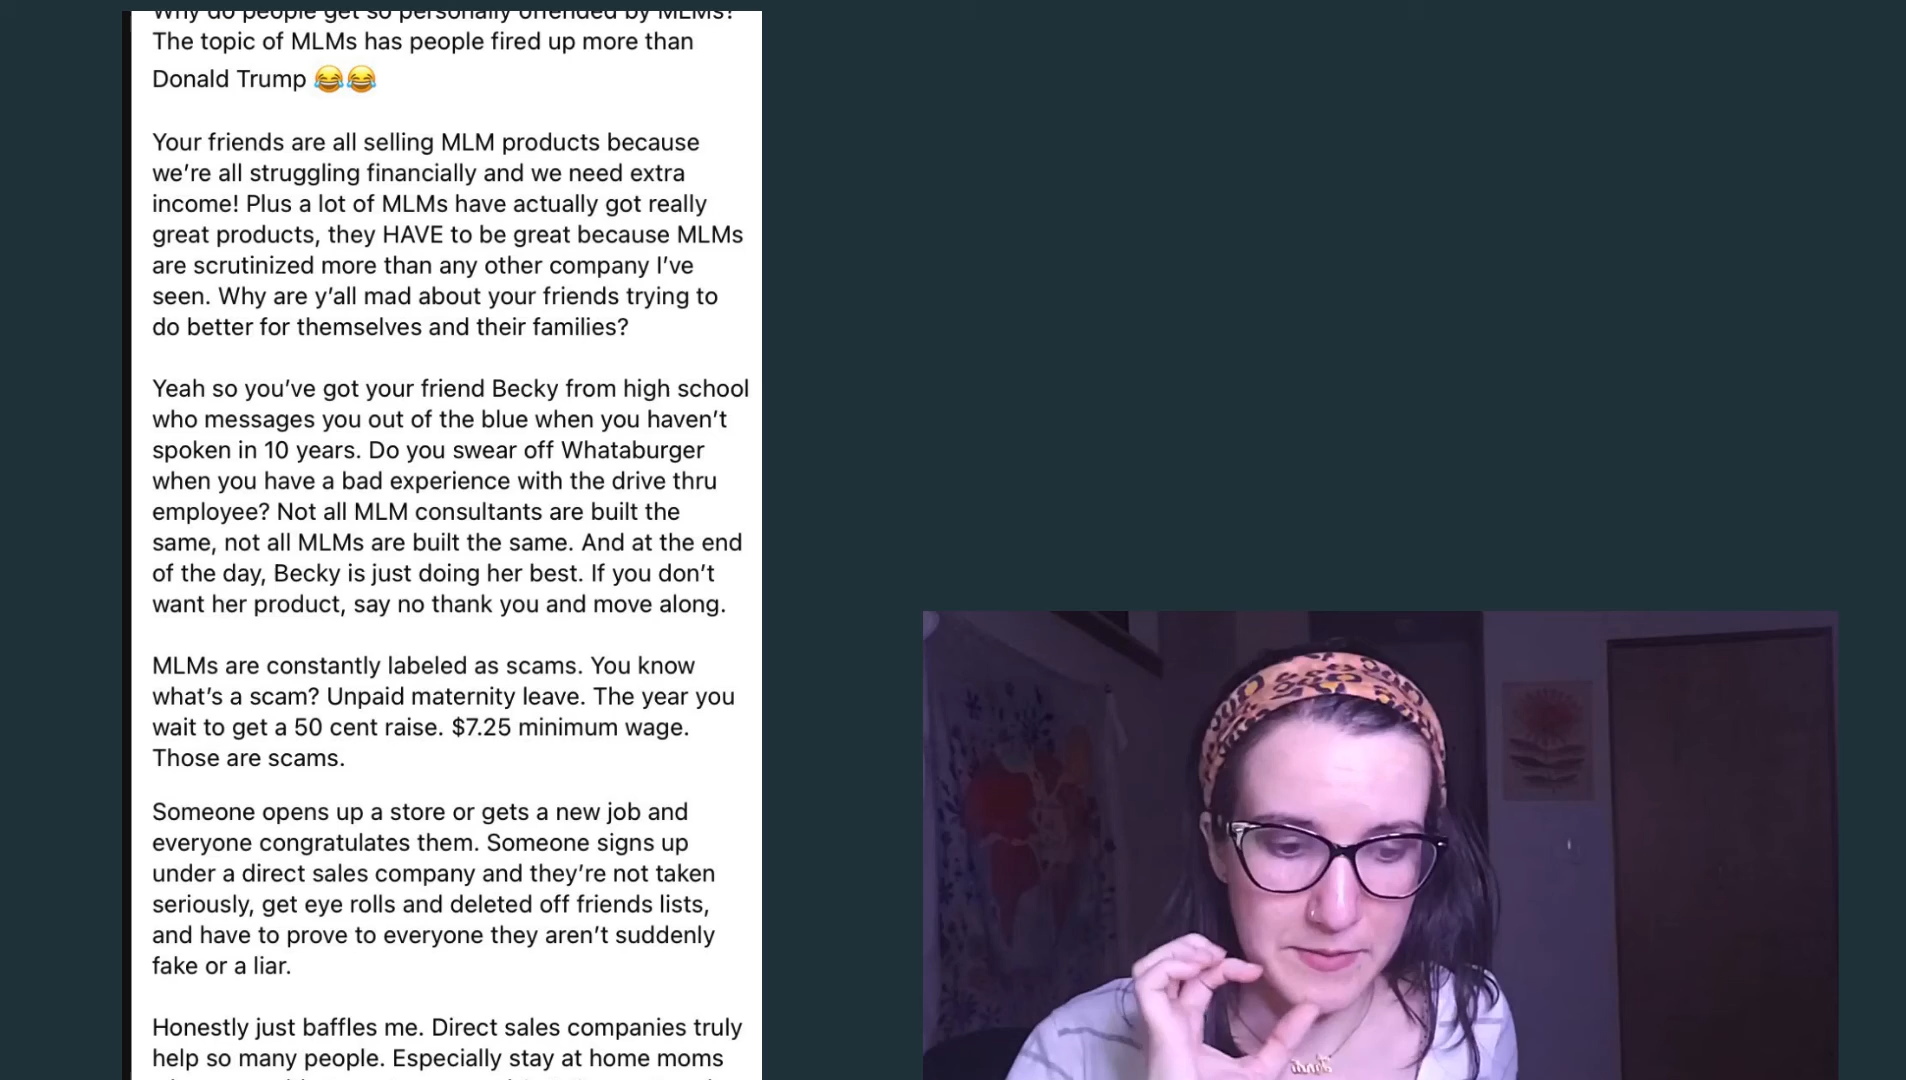 Why do people get so personally offended by MLMs?
The topic of MLMs has people fired up more than
Donald Trump 😂😂
Your friends are all selling MLM products because
we’re all struggling financially and we need extra
income! Plus a lot of MLMs have actually got really
great products, they HAVE to be great because MLMs
are scrutinized more than any other company I’ve
seen. Why are y’all mad about your friends trying to
do better for themselves and their families?
Yeah so you’ve got your friend Becky from high school
who messages you out of the blue when you haven’t
spoken in 10 years. Do you swear off Whataburger
when you have a bad experience with the drive thru
employee? Not all MLM consultants are built the
same, not all MLMs are built the same. And at the end
of the day, Becky is just doing her best. If you don’t
want her product, say no thank you and move along.
MLMs are constantly labeled as scams. You know
what’s a scam? Unpaid maternity leave. The year you
wait to get a 50 cent raise. $7.25 minimum wage.
Those are scams.
Someone opens up a store or gets a new job and
everyone congratulates them. Someone signs up
under a direct sales company and they’re not taken
seriously, get eye rolls and deleted off friends lists,
and have to prove to everyone they aren’t suddenly
fake or a liar.
Honestly just baffles me. Direct sales companies truly
help so many people. Especially stay at home moms